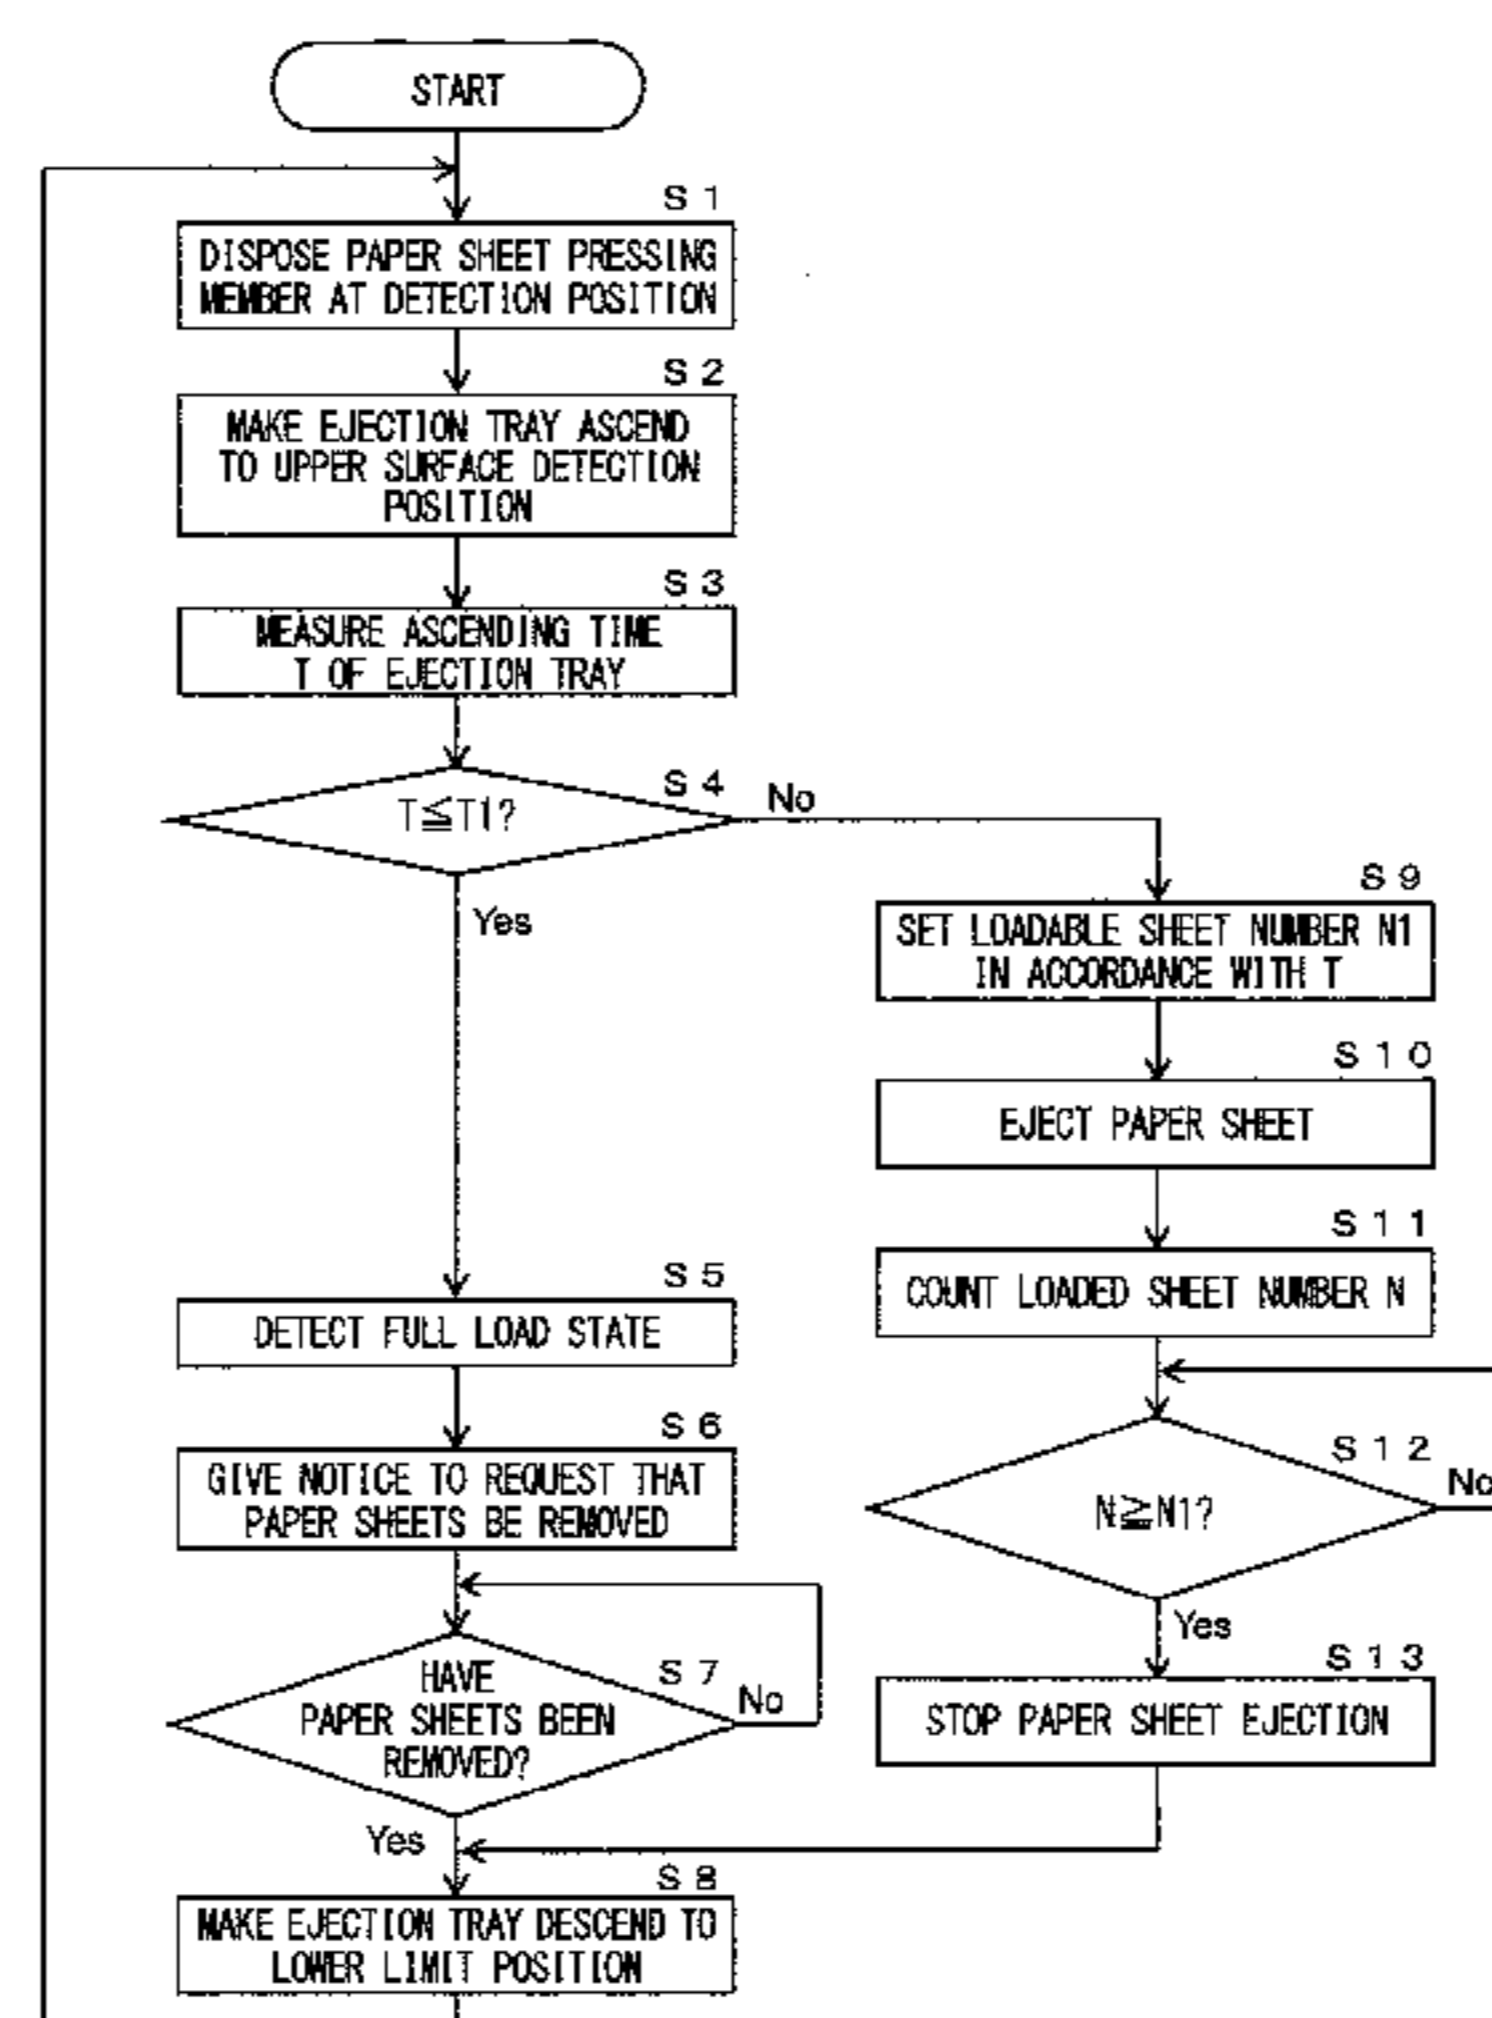 START
S1
DISPOSE PAPER SHEET PRESSING
MEMBER AT DETECTION POSITION
S2
MAKE EJECTION TRAY ASCEND
TO UPPER SURFACE DETECTION
POSITION
S3
MEASURE ASCENDING TIME
T OF EJECTION TRAY
S4
T≦T1?
No
Yes
S9
SET LOADABLE SHEET NUMBER N1
IN ACCORDANCE WITH T
S10
EJECT PAPER SHEET
S11
COUNT LOADED SHEET NUMBER N
S5
DETECT FULL LOAD STATE
S6
GIVE NOTICE TO REQUEST THAT
PAPER SHEETS BE REMOVED
S12
N≧N1?
No
Yes
S7
HAVE
PAPER SHEETS BEEN
REMOVED?
No
Yes
S13
STOP PAPER SHEET EJECTION
S8
MAKE EJECTION TRAY DESCEND TO
LOWER LIMIT POSITION